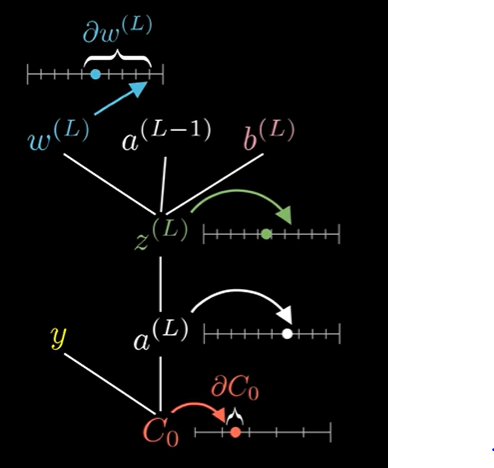 ∂w^(L)
w^(L) a^(L−1) b^(L)
z^(L)
y a^(L)
∂C₀
C₀